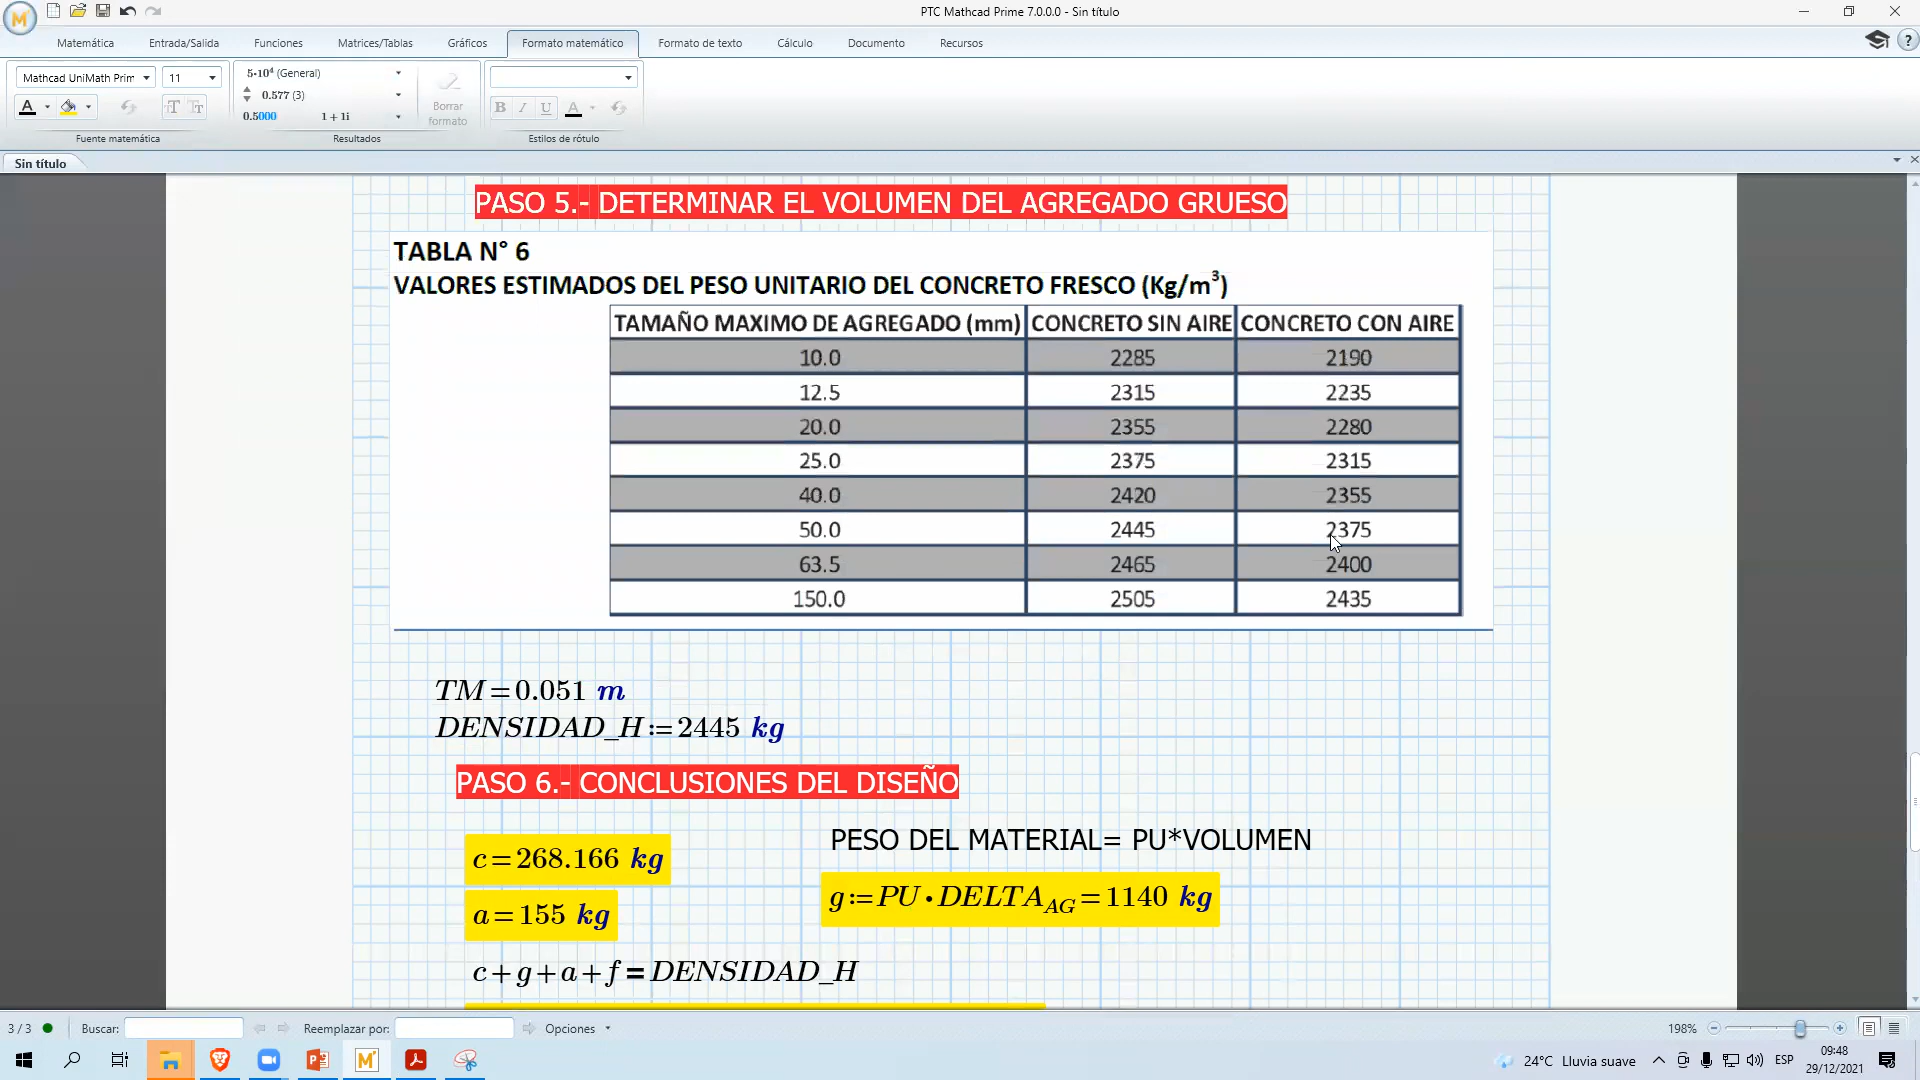 PTC Mathcad Prime 7.0.0.0 - Sin título
Matemática
Entrada/Salida
Funciones
Matrices/Tablas
Gráficos
Formato matemático
Formato de texto
Cálculo
Documento
Recursos
Mathcad UniMath Prim
11
5•10⁴ (General)
0.577 (3)
0.5000
1 + 1i
Borrar
formato
B I U A
Fuente matemática
Resultados
Estilos de rótulo
Sin título
PASO 5.- DETERMINAR EL VOLUMEN DEL AGREGADO GRUESO
TABLA N° 6
VALORES ESTIMADOS DEL PESO UNITARIO DEL CONCRETO FRESCO (Kg/m³)
TAMAÑO MAXIMO DE AGREGADO (mm) CONCRETO SIN AIRE CONCRETO CON AIRE
10.0 2285 2190
12.5 2315 2235
20.0 2355 2280
25.0 2375 2315
40.0 2420 2355
50.0 2445 2375
63.5 2465 2400
150.0 2505 2435
TM=0.051 m
DENSIDAD_H:=2445 kg
PASO 6.- CONCLUSIONES DEL DISEÑO
PESO DEL MATERIAL= PU*VOLUMEN
c=268.166 kg
g:=PU•DELTA_AG=1140 kg
a=155 kg
c+g+a+f=DENSIDAD_H
3 / 3
Buscar:
Reemplazar por:
Opciones
198%
24°C Lluvia suave
ESP
09:48
29/12/2021